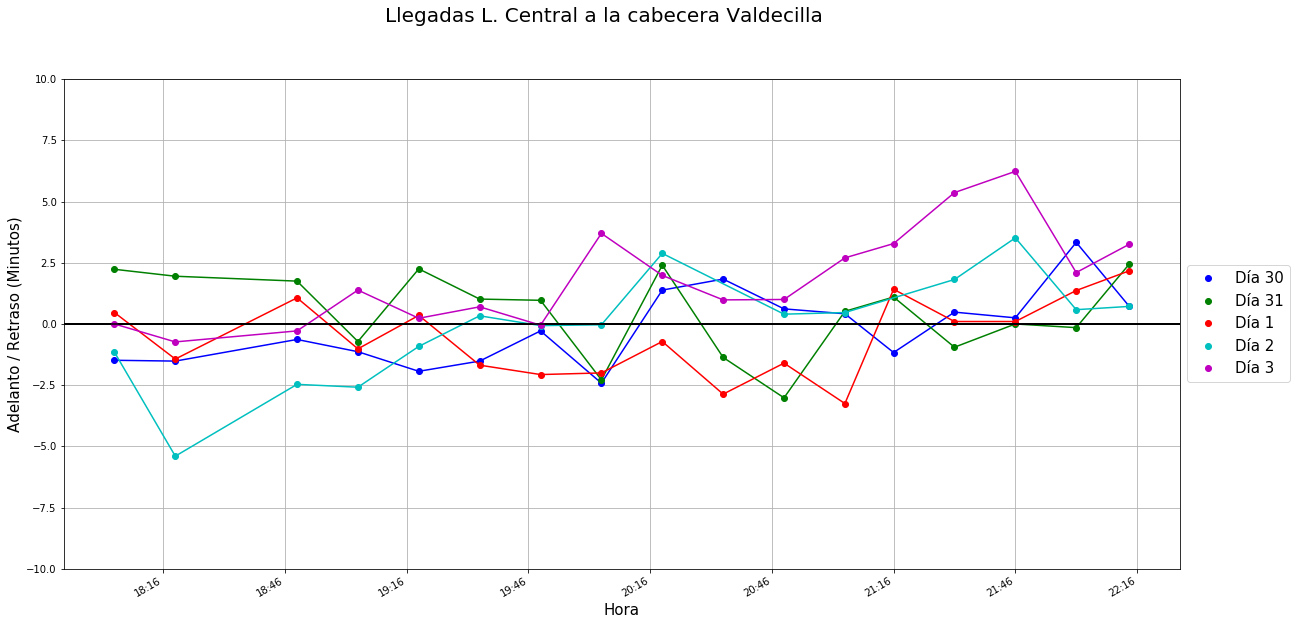 Llegadas L. Central a la cabecera Valdecilla
Adelanto / Retraso (Minutos)
10.0
7.5
5.0
2.5
0.0
−2.5
−5.0
−7.5
−10.0
18:16
18:46
19:16
19:46
20:16
20:46
21:16
21:46
22:16
Hora
Día 30
Día 31
Día 1
Día 2
Día 3